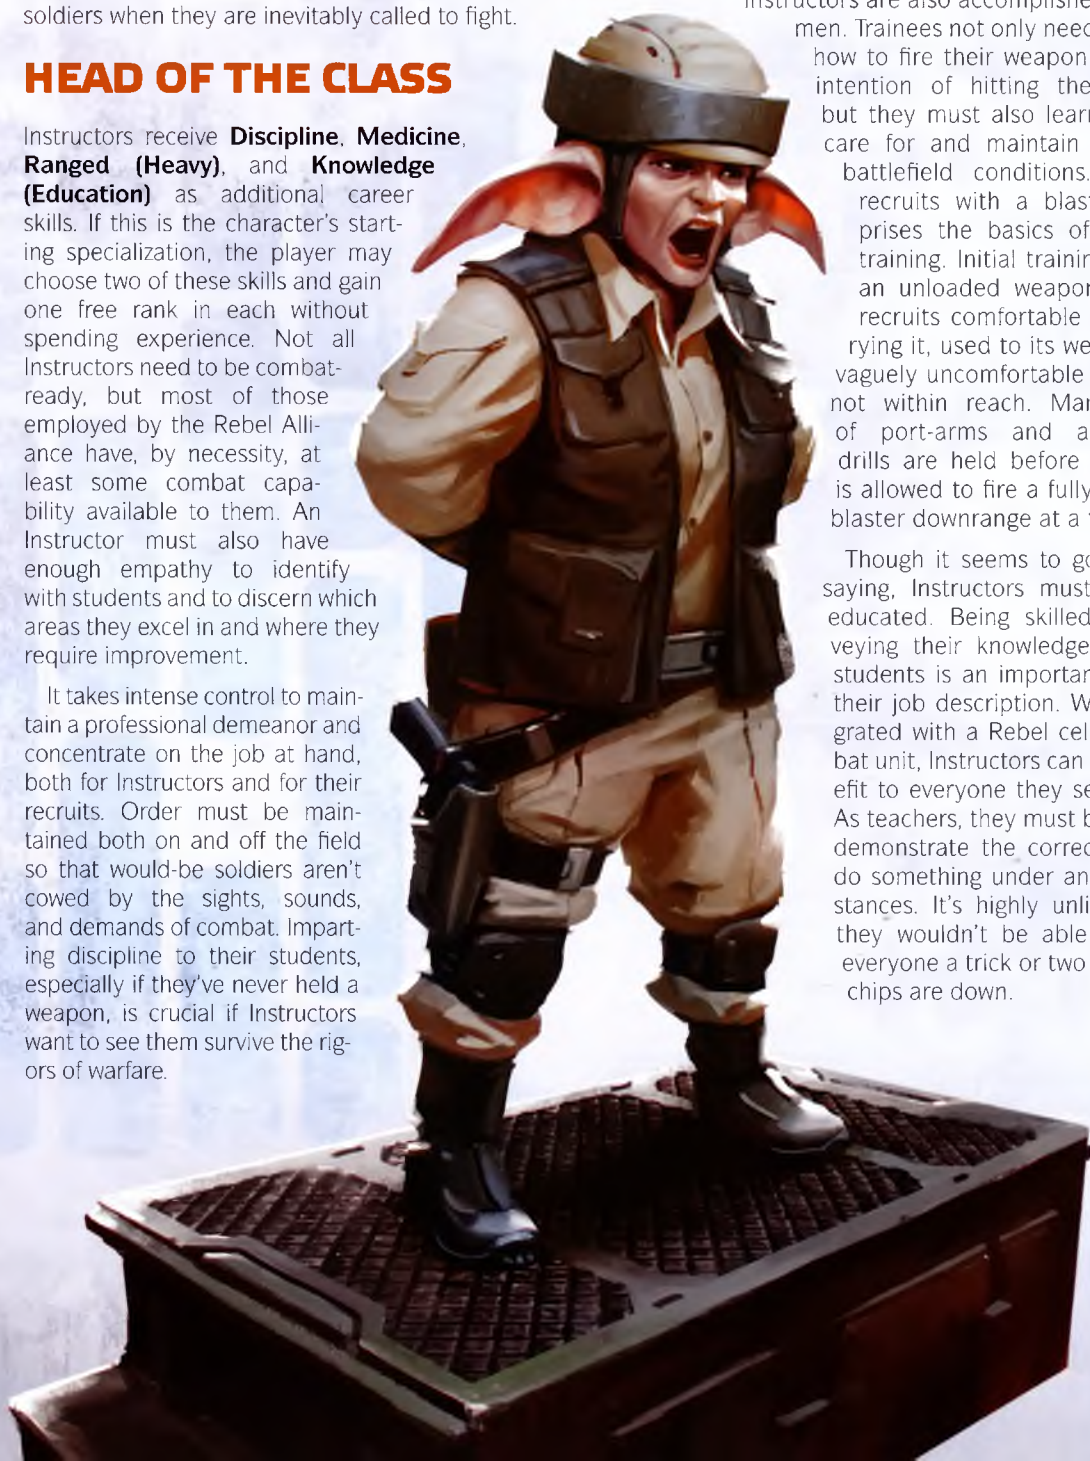 soldiers when they are inevitably called to fight.
HEAD OF THE CLASS
Instructors receive Discipline, Medicine,
Ranged (Heavy), and Knowledge
(Education) as additional career
skills. If this is the character's start-
ing specialization, the player may
choose two of these skills and gain
one free rank in each without
spending experience. Not all
Instructors need to be combat-
ready, but most of those
employed by the Rebel Alli-
ance have, by necessity, at
least some combat capa-
bility available to them. An
Instructor must also have
enough empathy to identify
with students and to discern which
areas they excel in and where they
require improvement.
It takes intense control to main-
tain a professional demeanor and
concentrate on the job at hand,
both for Instructors and for their
recruits. Order must be main-
tained both on and off the field
so that would-be soldiers aren't
cowed by the sights, sounds,
and demands of combat. Impart-
ing discipline to their students,
especially if they've never held a
weapon, is crucial if Instructors
want to see them survive the rig-
ors of warfare.
Instructors are also accomplishe
men. Trainees not only need
how to fire their weapon
intention of hitting the
but they must also learn
care for and maintain
battlefield conditions.
recruits with a blas
prises the basics of
training. Initial trainin
an unloaded weapon
recruits comfortable
rying it, used to its we
vaguely uncomfortable
not within reach. Man
of port-arms and a
drills are held before
is allowed to fire a fully
blaster downrange at a
Though it seems to go
saying, Instructors must
educated. Being skilled
veying their knowledge
students is an importan
their job description. W
grated with a Rebel cel
bat unit, Instructors can
efit to everyone they se
As teachers, they must b
demonstrate the correc
do something under an
stances. It's highly unli
they wouldn't be able
everyone a trick or two
chips are down.